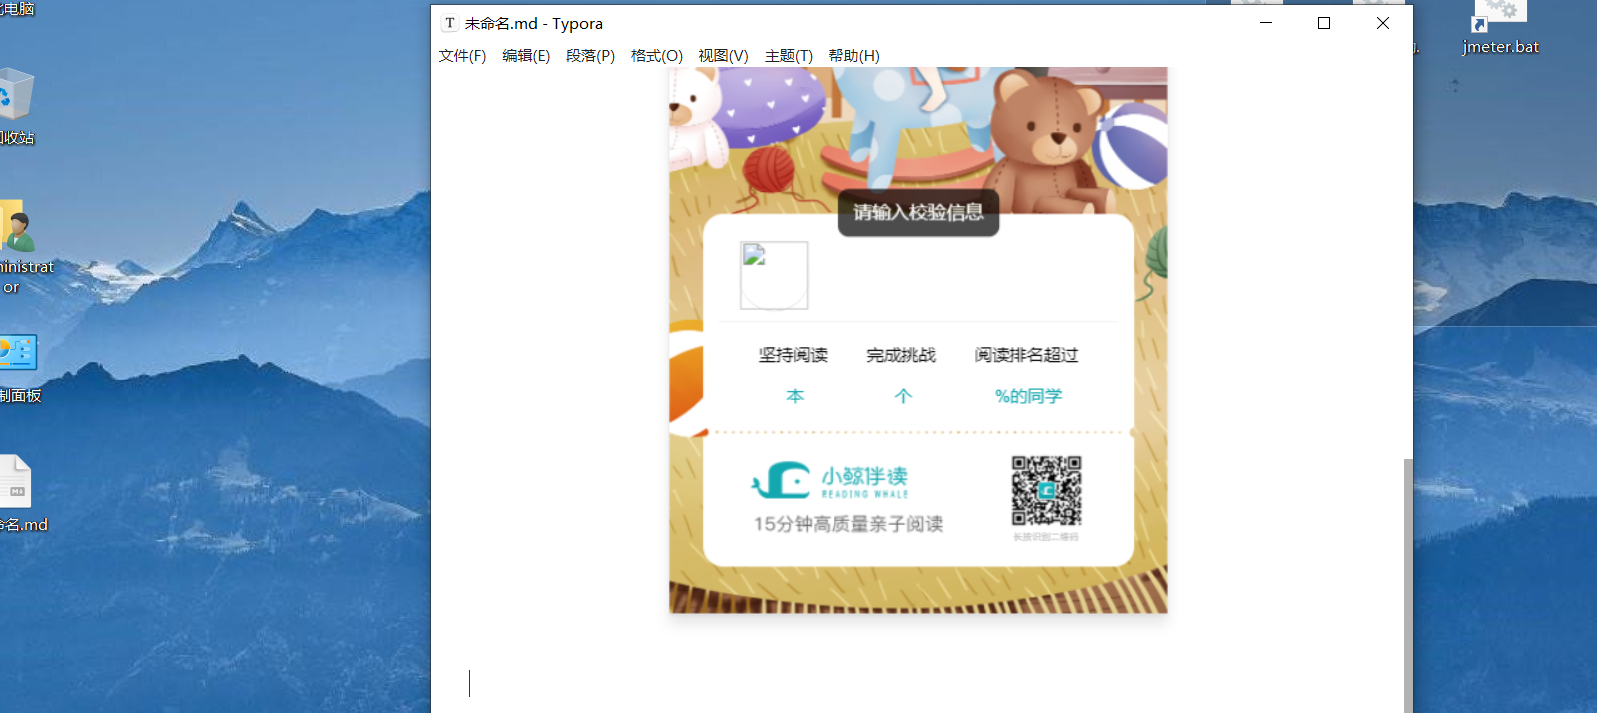 未命名.md - Typora
文件(F) 编辑(E) 段落(P) 格式(O) 视图(V) 主题(T) 帮助(H)
jmeter.bat
请输入校验信息
坚持阅读 完成挑战 阅读排名超过
本 个 %的同学
小鲸伴读
READING WHALE
15分钟高质量亲子阅读
长按识别二维码
电脑
收站
ministrat
or
制面板
名.md